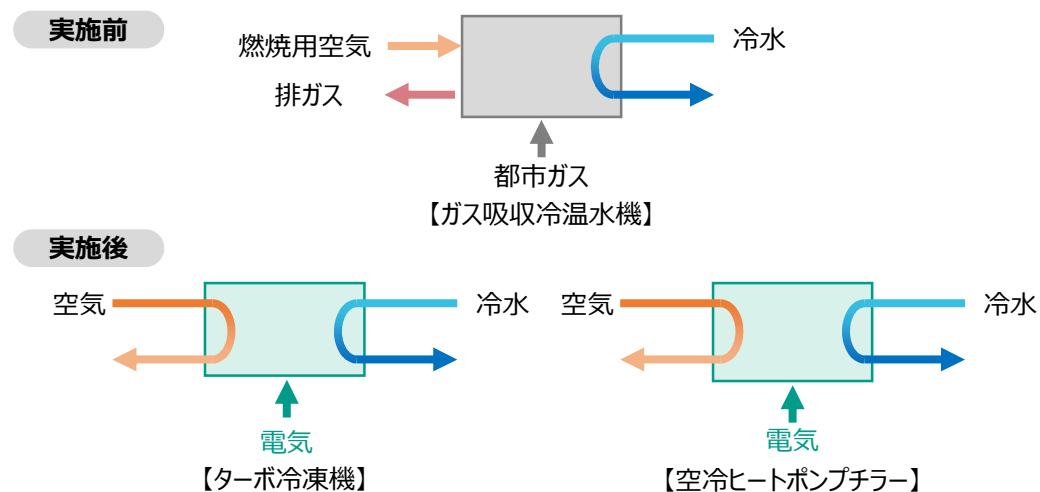 実施前
燃焼用空気
冷水
排ガス
都市ガス
【ガス吸収冷温水機】
実施後
空気
冷水
電気
【ターボ冷凍機】
空気
冷水
電気
【空冷ヒートポンプチラー】